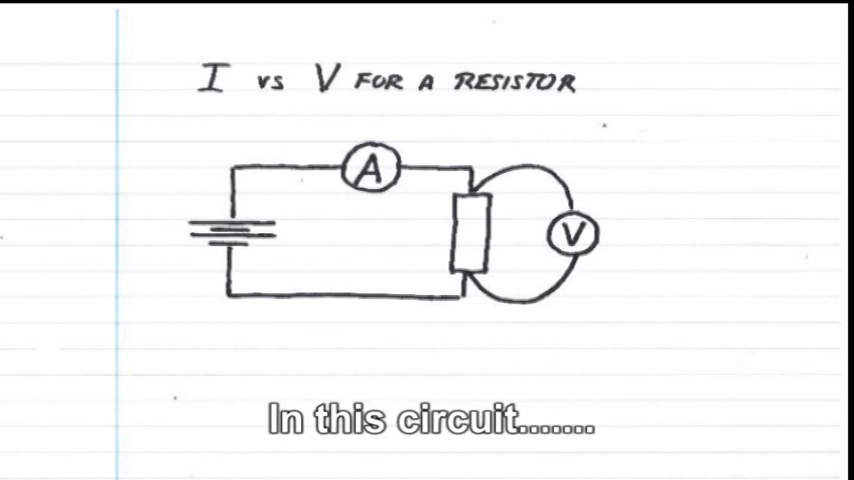 I vs V FOR A RESISTOR
A
V
In this circuit.......